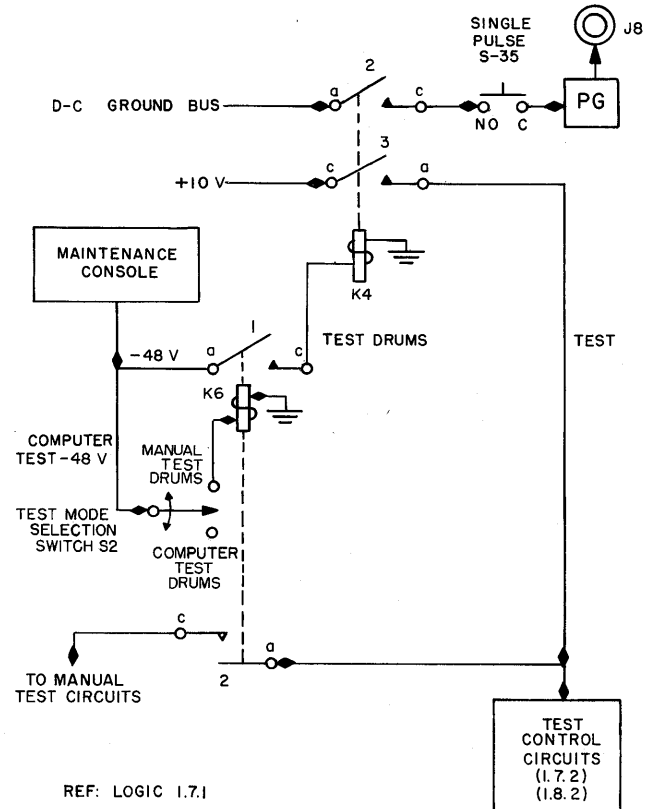 SINGLE
PULSE
S-35
J8
2
a
c
D-C GROUND BUS
NO C
PG
3
+10 V
c
a
MAINTENANCE
CONSOLE
K4
1
-48 V
a
c
TEST DRUMS
TEST
K6
COMPUTER
TEST-48 V
MANUAL
TEST
DRUMS
TEST MODE
SELECTION
SWITCH S2
COMPUTER
TEST
DRUMS
c
a
2
TO MANUAL
TEST CIRCUITS
TEST
CONTROL
CIRCUITS
(1.7.2)
(1.8.2)
REF: LOGIC 1.7.1